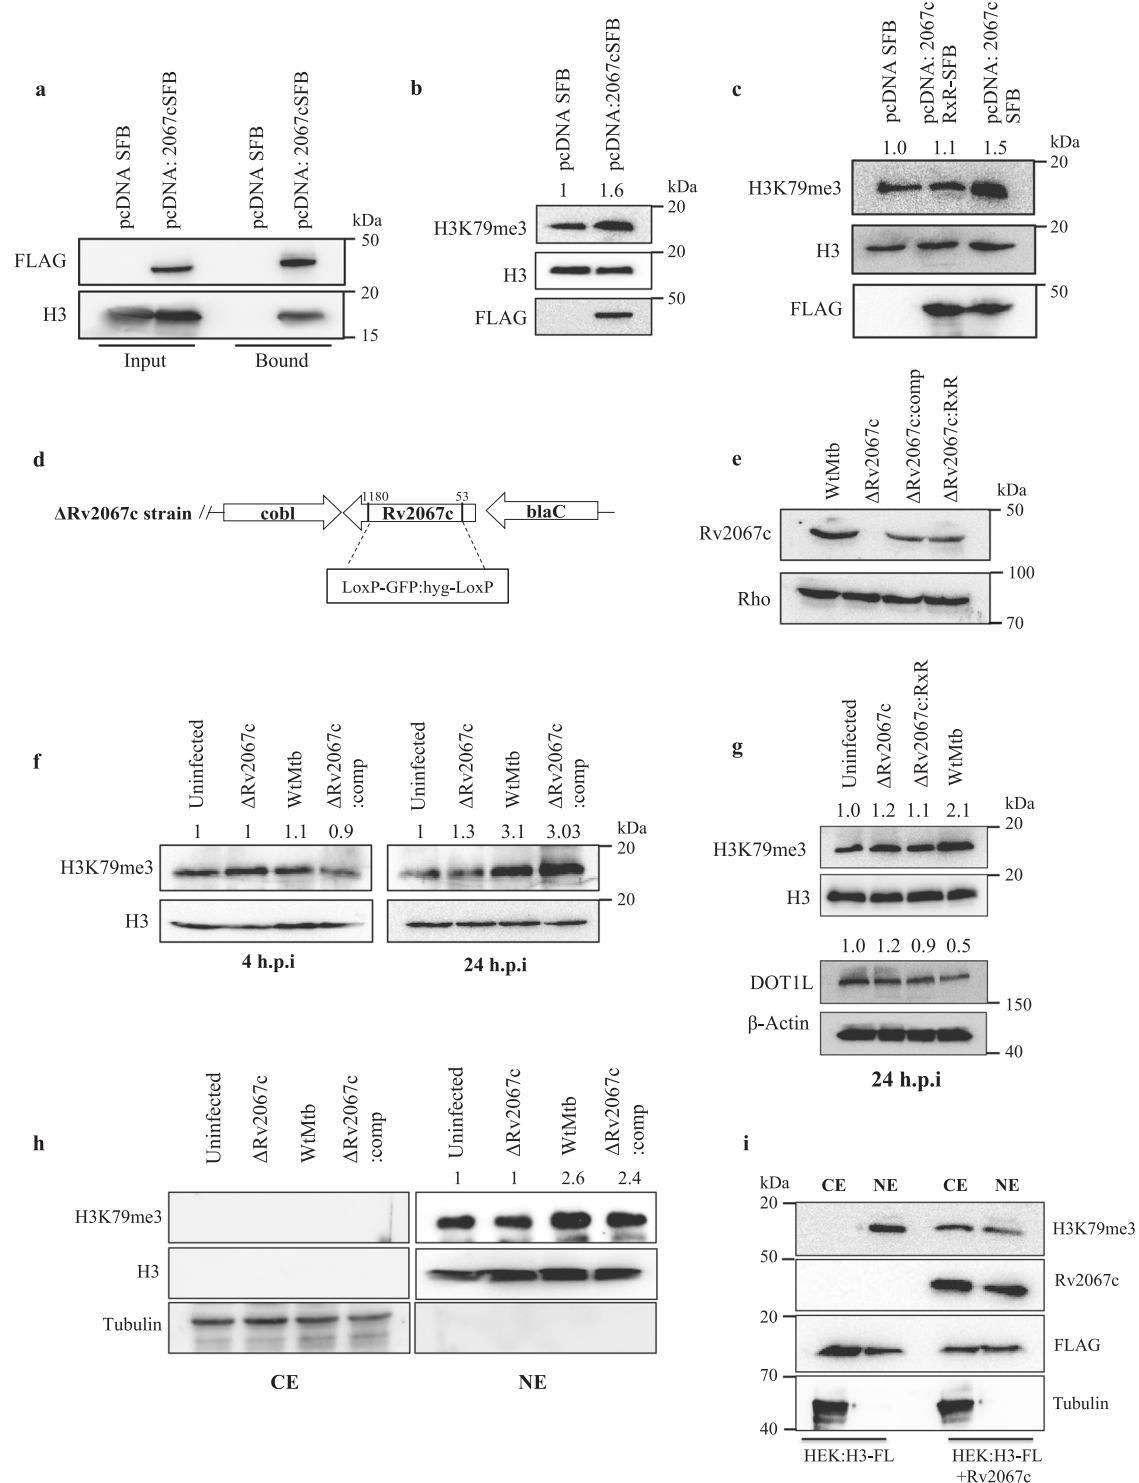 a
pcDNA SFB
pcDNA: 2067cSFB
pcDNA SFB
pcDNA: 2067cSFB
kDa
FLAG
50
H3
20
15
Input
Bound
b
pcDNA SFB
pcDNA:2067cSFB
1
1.6
kDa
H3K79me3
20
H3
20
FLAG
50
c
pcDNA SFB
pcDNA: 2067c
RxR-SFB
pcDNA: 2067c
SFB
1.0
1.1
1.5
kDa
H3K79me3
20
H3
20
FLAG
50
d
ΔRv2067c strain
cobl
1180
Rv2067c
53
blaC
LoxP-GFP:hyg-LoxP
e
WtMtb
ΔRv2067c
ΔRv2067c:comp
ΔRv2067c:RxR
kDa
Rv2067c
50
Rho
100
70
f
Uninfected
ΔRv2067c
WtMtb
ΔRv2067c
:comp
Uninfected
ΔRv2067c
WtMtb
ΔRv2067c
:comp
1
1
1.1
0.9
1
1.3
3.1
3.03
kDa
H3K79me3
20
H3
20
4 h.p.i
24 h.p.i
g
Uninfected
ΔRv2067c
ΔRv2067c:RxR
WtMtb
1.0
1.2
1.1
2.1
kDa
H3K79me3
20
H3
20
1.0
1.2
0.9
0.5
DOT1L
150
β-Actin
40
24 h.p.i
h
Uninfected
ΔRv2067c
WtMtb
ΔRv2067c
:comp
Uninfected
ΔRv2067c
WtMtb
ΔRv2067c
:comp
1
1
2.6
2.4
H3K79me3
H3
Tubulin
CE
NE
i
kDa
CE
NE
CE
NE
20
H3K79me3
50
Rv2067c
20
FLAG
70
Tubulin
40
HEK:H3-FL
HEK:H3-FL
+Rv2067c